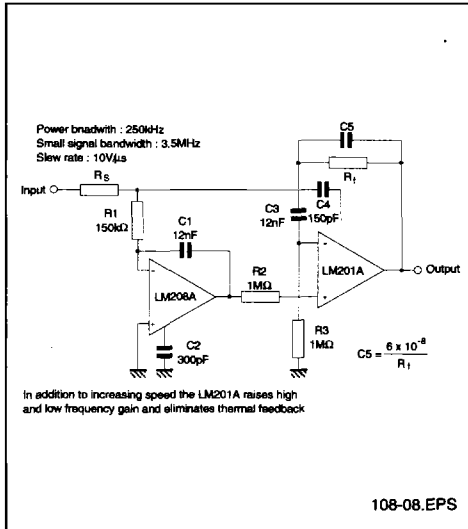 Power bnadwith : 250kHz
Small signal bandwidth : 3.5MHz
Slew rate : 10V/µs
C5
Input
RS
Rf
R1
150kΩ
C1
12nF
C3
12nF
C4
150pF
LM208A
R2
1MΩ
LM201A
Output
C2
300pF
R3
1MΩ
C5 = 6 x 10-8
Rf
In addition to increasing speed the LM201A raises high
and low frequency gain and eliminates thermal feedback
108-08.EPS